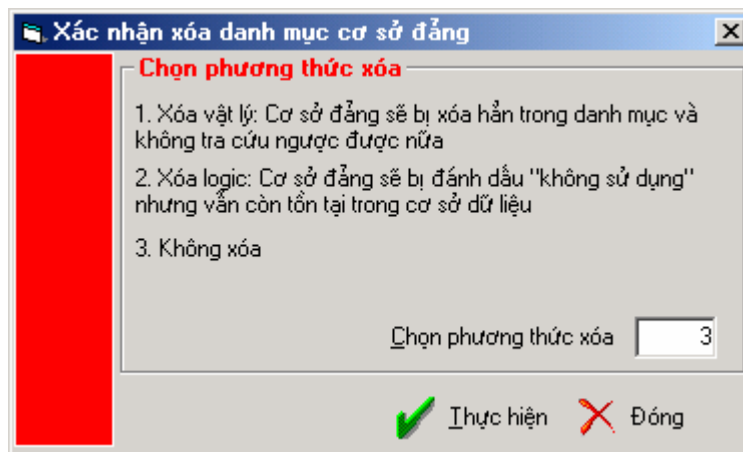 Xác nhận xóa danh mục cơ sở đảng
Chọn phương thức xóa
1. Xóa vật lý: Cơ sở đảng sẽ bị xóa hẳn trong danh mục và
không tra cứu ngược được nữa
2. Xóa logic: Cơ sở đảng sẽ bị đánh dấu "không sử dụng"
nhưng vẫn còn tồn tại trong cơ sở dữ liệu
3. Không xóa
Chọn phương thức xóa 3
Thực hiện Đóng